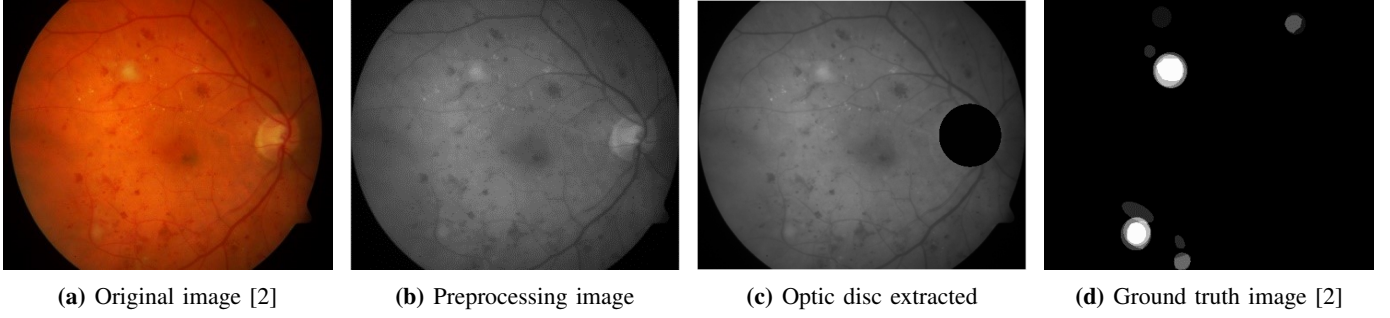 (a) Original image [2]
(b) Preprocessing image
(c) Optic disc extracted
(d) Ground truth image [2]